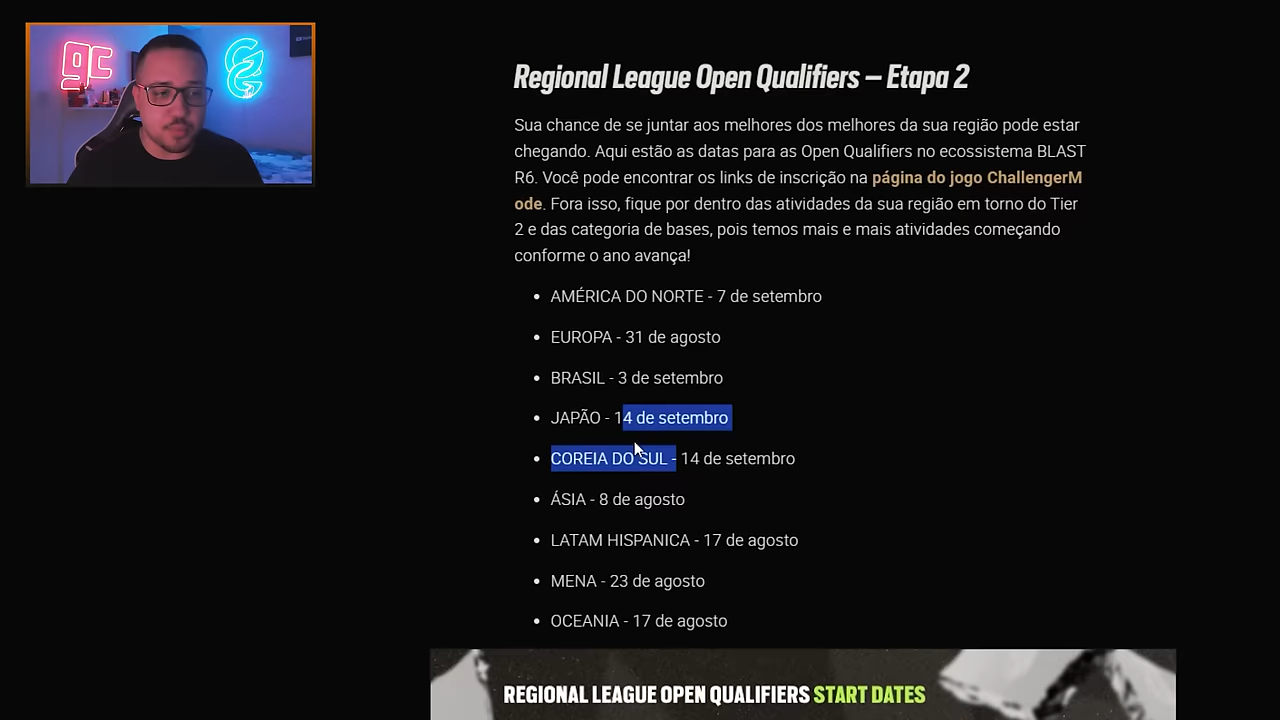 gc
Regional League Open Qualifiers – Etapa 2
Sua chance de se juntar aos melhores dos melhores da sua região pode estar
chegando. Aqui estão as datas para as Open Qualifiers no ecossistema BLAST
R6. Você pode encontrar os links de inscrição na página do jogo ChallengerM
ode. Fora isso, fique por dentro das atividades da sua região em torno do Tier
2 e das categoria de bases, pois temos mais e mais atividades começando
conforme o ano avança!
• AMÉRICA DO NORTE - 7 de setembro
• EUROPA - 31 de agosto
• BRASIL - 3 de setembro
• JAPÃO - 14 de setembro
• COREIA DO SUL - 14 de setembro
• ÁSIA - 8 de agosto
• LATAM HISPANICA - 17 de agosto
• MENA - 23 de agosto
• OCEANIA - 17 de agosto
REGIONAL LEAGUE OPEN QUALIFIERS START DATES